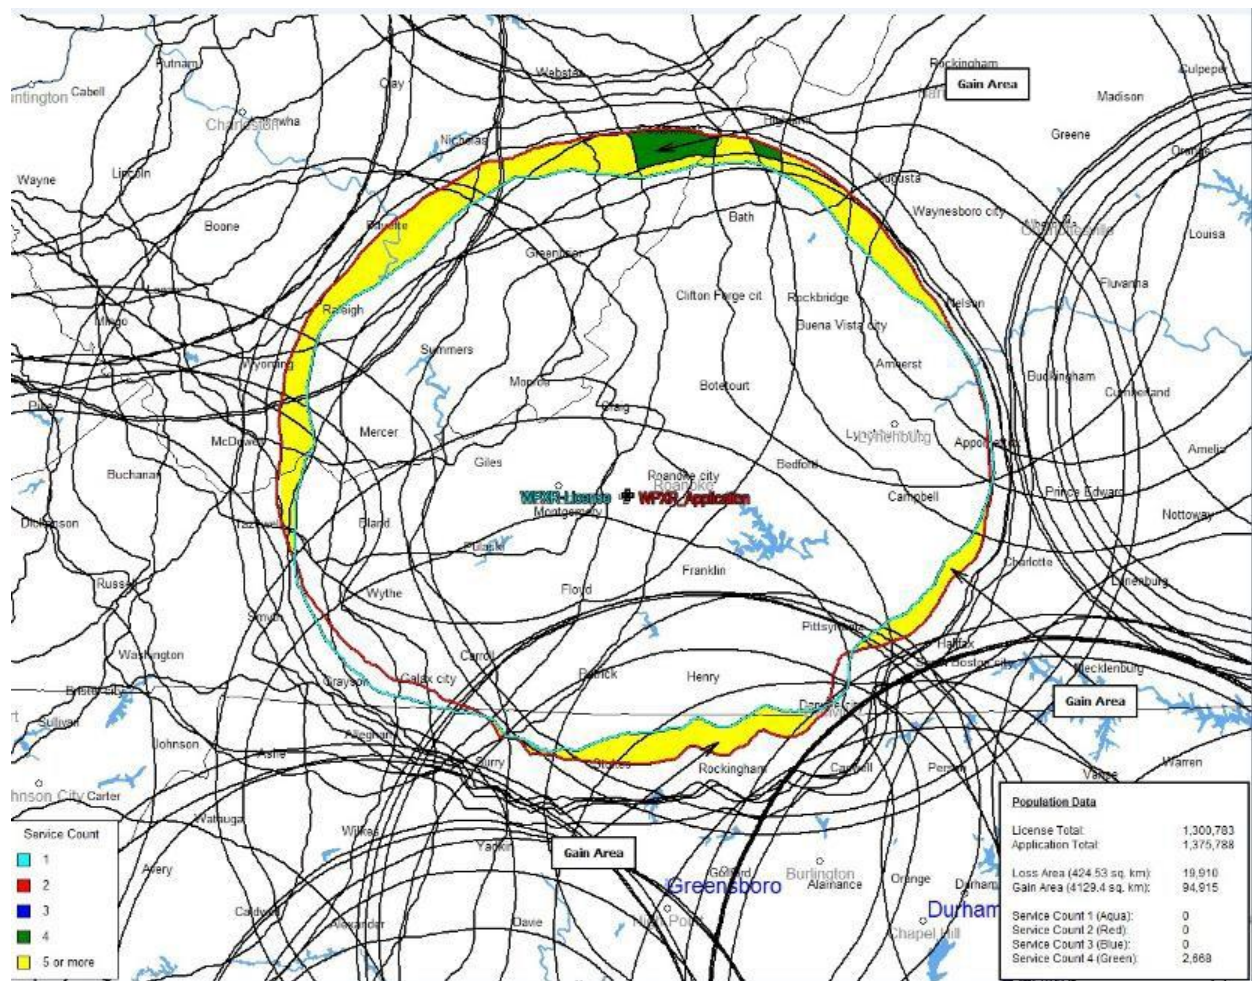 Putnam
Webster
Rockingham
Culpeper
Cabell
Clay
Gain Area
Madison
Charleston
Nicholas
Greene
Orange
Wayne
Lincoln
Augusta
Boone
Fayette
Bath
Waynesboro city
Louisa
Greenbrier
Clifton Forge cit
Rockbridge
Nelson
Fluvanna
Mingo
Raleigh
Buena Vista city
Summers
Wyoming
Amherst
Monroe
Botetourt
Buckingham
Cumberland
Pike
Craig
McDowell
Mercer
Lynchburg
Amelia
Buchanan
Giles
Roanoke city
Bedford
Roanoke
WPXR-License
WPXR_Application
Campbell
Prince Edward
Montgomery
Nottoway
Dickenson
Tazewell
Bland
Pulaski
Franklin
Charlotte
Lunenburg
Russell
Wythe
Floyd
Smyth
Pittsylvania
Halifax
Washington
Carroll
South Boston city
Mecklenburg
Grayson
Galax city
Patrick
Henry
Bristol city
Gain Area
Sullivan
Johnson
Ashe
Alleghany
Surry
Stokes
Rockingham
Caswell
Person
Vance
Warren
Johnson City
Carter
Watauga
Wilkes
Yadkin
Gain Area
Avery
Guilford
Greensboro
Burlington
Alamance
Orange
Durham
Durham
Caldwell
Alexander
Davie
High Point
Chapel Hill
Service Count
1
2
3
4
5 or more
Population Data
License Total: 1,300,783
Application Total: 1,375,788
Loss Area (424.53 sq. km): 19,910
Gain Area (4129.4 sq. km): 94,915
Service Count 1 (Aqua): 0
Service Count 2 (Red): 0
Service Count 3 (Blue): 0
Service Count 4 (Green): 2,668